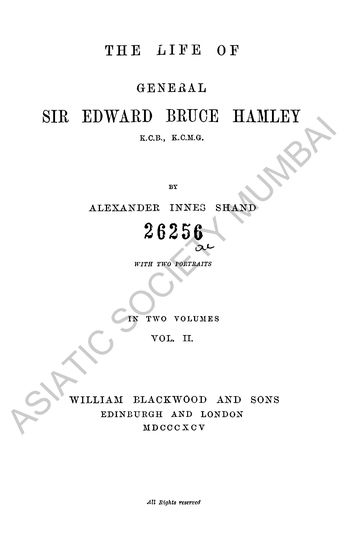 THE LIFE OF
GENERAL
SIR EDWARD BRUCE HAMLEY
K.C.B., K.C.M.G.
BY
ALEXANDER INNES SHAND
26256
WITH TWO PORTRAITS
IN TWO VOLUMES
VOL. II.
WILLIAM BLACKWOOD AND SONS
EDINBURGH AND LONDON
MDCCCXCV
All Rights reserved
ASIATIC SOCIETY MUMBAI